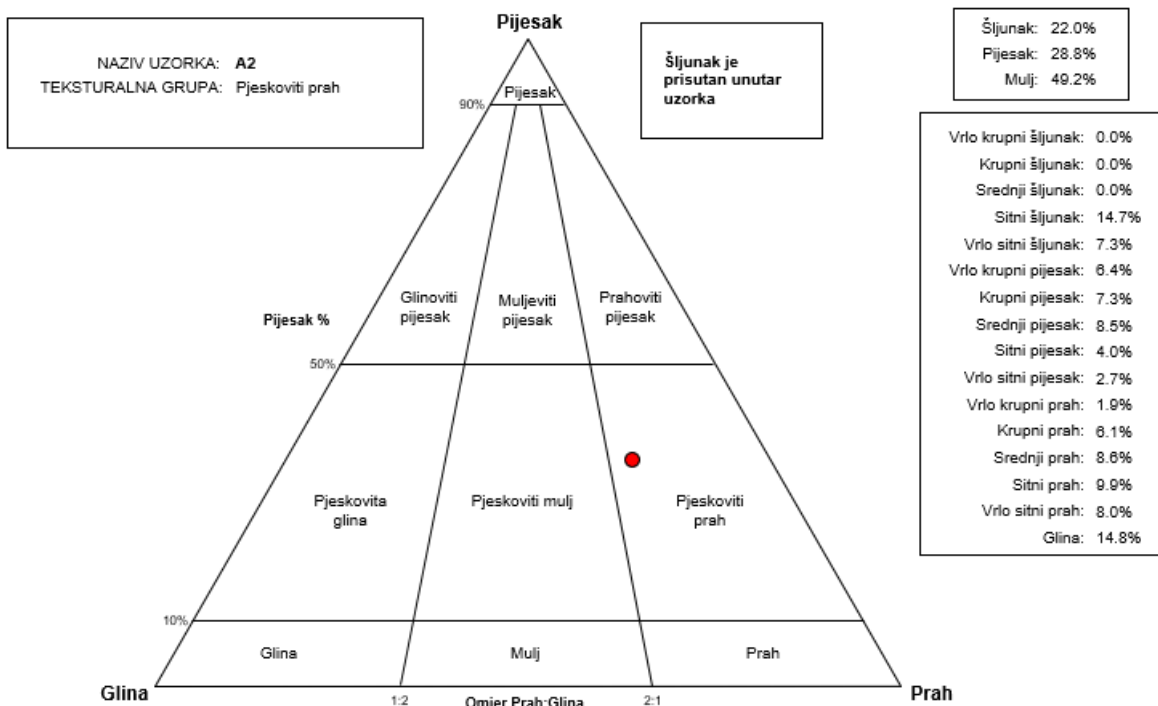 Pijesak
NAZIV UZORKA: A2
TEKSTURALNA GRUPA: Pjeskoviti prah
Šljunak je
prisutan unutar
uzorka
Šljunak: 22.0%
Pijesak: 28.8%
Mulj: 49.2%
Pijesak
90%
Glinoviti
pijesak
Muljeviti
pijesak
Prahoviti
pijesak
Pijesak %
50%
Pjeskovita
glina
Pjeskoviti mulj
Pjeskoviti
prah
10%
Glina
Mulj
Prah
Glina
1:2
Omjer Prah:Glina
2:1
Prah
Vrlo krupni šljunak: 0.0%
Krupni šljunak: 0.0%
Srednji šljunak: 0.0%
Sitni šljunak: 14.7%
Vrlo sitni šljunak: 7.3%
Vrlo krupni pijesak: 6.4%
Krupni pijesak: 7.3%
Srednji pijesak: 8.5%
Sitni pijesak: 4.0%
Vrlo sitni pijesak: 2.7%
Vrlo krupni prah: 1.9%
Krupni prah: 6.1%
Srednji prah: 8.6%
Sitni prah: 9.9%
Vrlo sitni prah: 8.0%
Glina: 14.8%